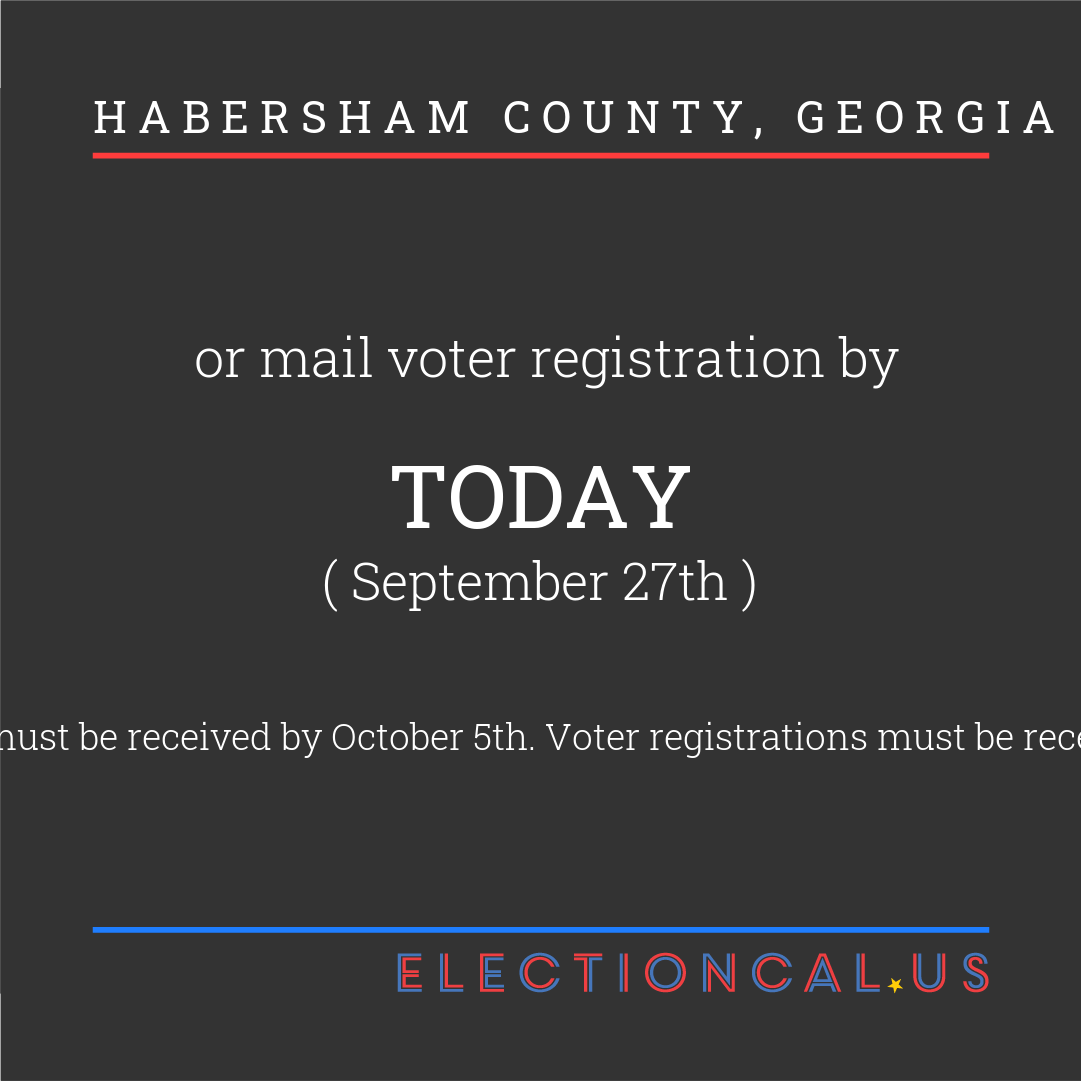 HABERSHAM COUNTY, GEORGIA
or mail voter registration by
TODAY
( September 27th )
must be received by October 5th. Voter registrations must be
ELECTIONCAL.US